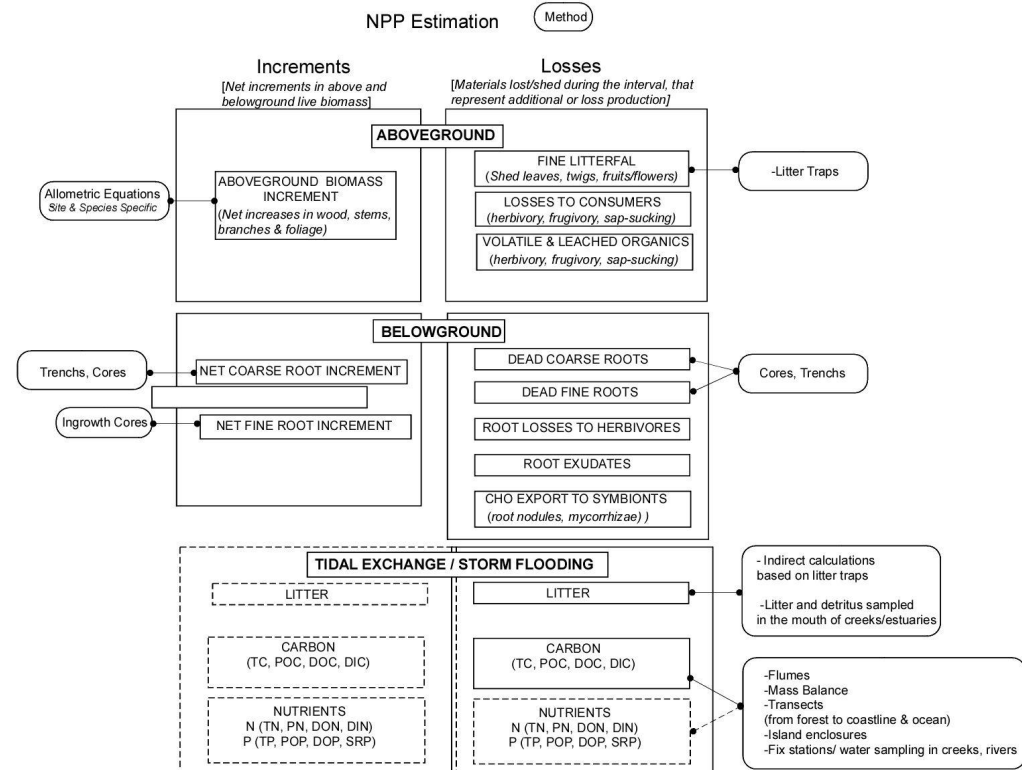 NPP Estimation
Method
Increments
[Net increments in above and
belowground live biomass]
Losses
[Materials lost/shed during the interval, that
represent additional or loss production]
ABOVEGROUND
Allometric Equations
Site & Species Specific
ABOVEGROUND BIOMASS
INCREMENT
(Net increases in wood, stems,
branches & foliage)
FINE LITTERFAL
(Shed leaves, twigs, fruits/flowers)
-Litter Traps
LOSSES TO CONSUMERS
(herbivory, frugivory, sap-sucking)
VOLATILE & LEACHED ORGANICS
(herbivory, frugivory, sap-sucking)
BELOWGROUND
Trenchs, Cores
NET COARSE ROOT INCREMENT
Ingrowth Cores
NET FINE ROOT INCREMENT
DEAD COARSE ROOTS
DEAD FINE ROOTS
Cores, Trenchs
ROOT LOSSES TO HERBIVORES
ROOT EXUDATES
CHO EXPORT TO SYMBIONTS
(root nodules, mycorrhizae) )
TIDAL EXCHANGE / STORM FLOODING
LITTER
CARBON
(TC, POC, DOC, DIC)
NUTRIENTS
N (TN, PN, DON, DIN)
P (TP, POP, DOP, SRP)
LITTER
CARBON
(TC, POC, DOC, DIC)
NUTRIENTS
N (TN, PN, DON, DIN)
P (TP, POP, DOP, SRP)
- Indirect calculations
based on litter traps
-Litter and detritus sampled
in the mouth of creeks/estuaries
-Flumes
-Mass Balance
-Transects
(from forest to coastline & ocean)
-Island enclosures
-Fix stations/ water sampling in creeks, rivers